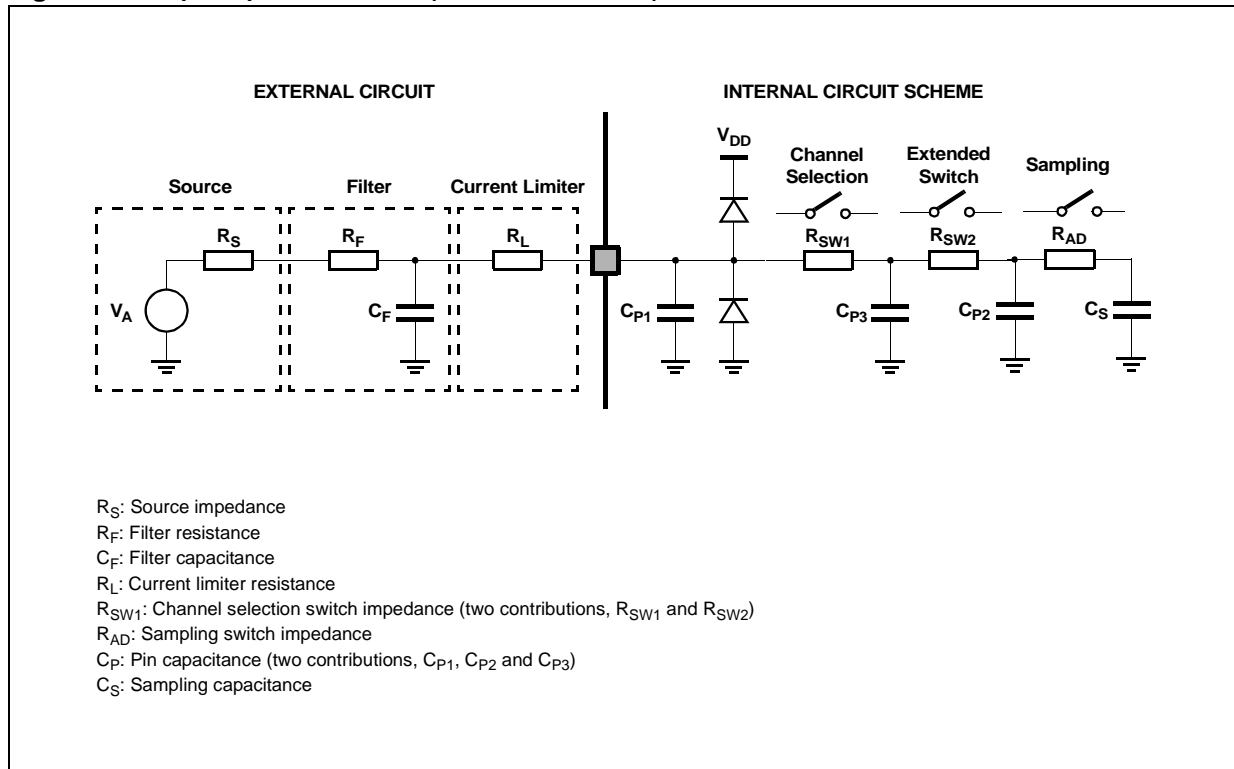 EXTERNAL CIRCUIT
INTERNAL CIRCUIT SCHEME
VDD
Channel
Selection
Extended
Switch
Sampling
Source
Filter
Current Limiter
RS
RF
RL
RSW1
RSW2
RAD
VA
CF
CP1
CP3
CP2
CS
RS: Source impedance
RF: Filter resistance
CF: Filter capacitance
RL: Current limiter resistance
RSW1: Channel selection switch impedance (two contributions, RSW1 and RSW2)
RAD: Sampling switch impedance
CP: Pin capacitance (two contributions, CP1, CP2 and CP3)
CS: Sampling capacitance